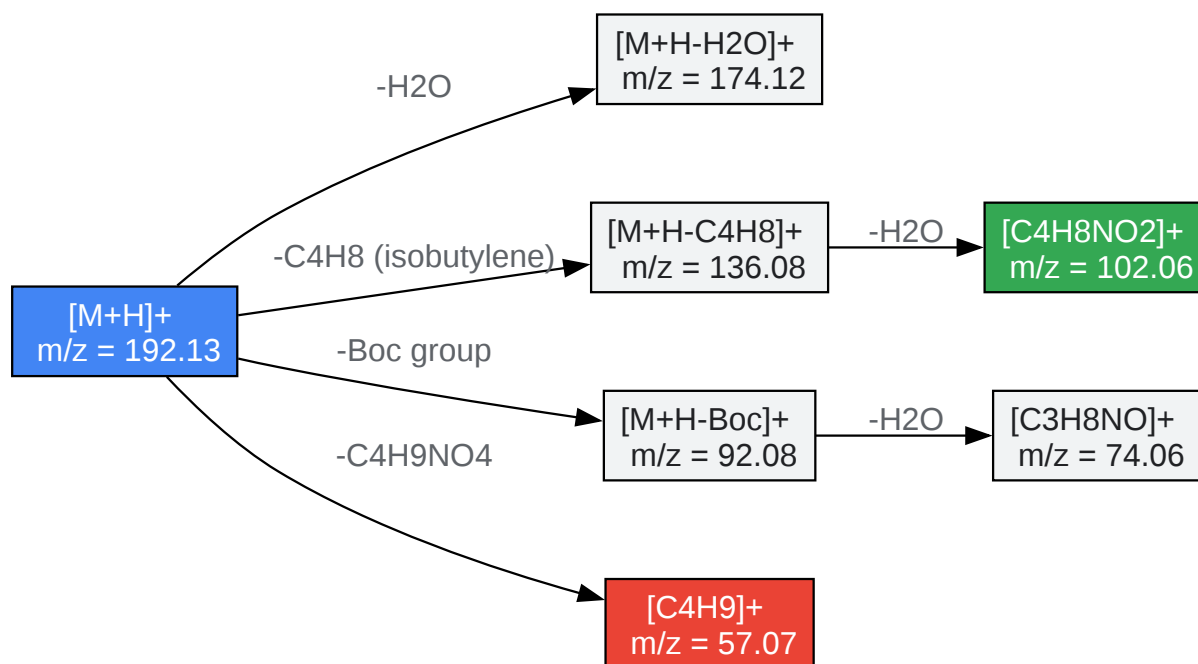 [M+H-H2O]+
m/z = 174.12
-H2O
[M+H-C4H8]+
m/z = 136.08
-H2O
[C4H8NO2]+
m/z = 102.06
-C4H8 (isobutylene)
[M+H]+
m/z = 192.13
-Boc group
[M+H-Boc]+
m/z = 92.08
-H2O
[C3H8NO]+
m/z = 74.06
-C4H9NO4
[C4H9]+
m/z = 57.07